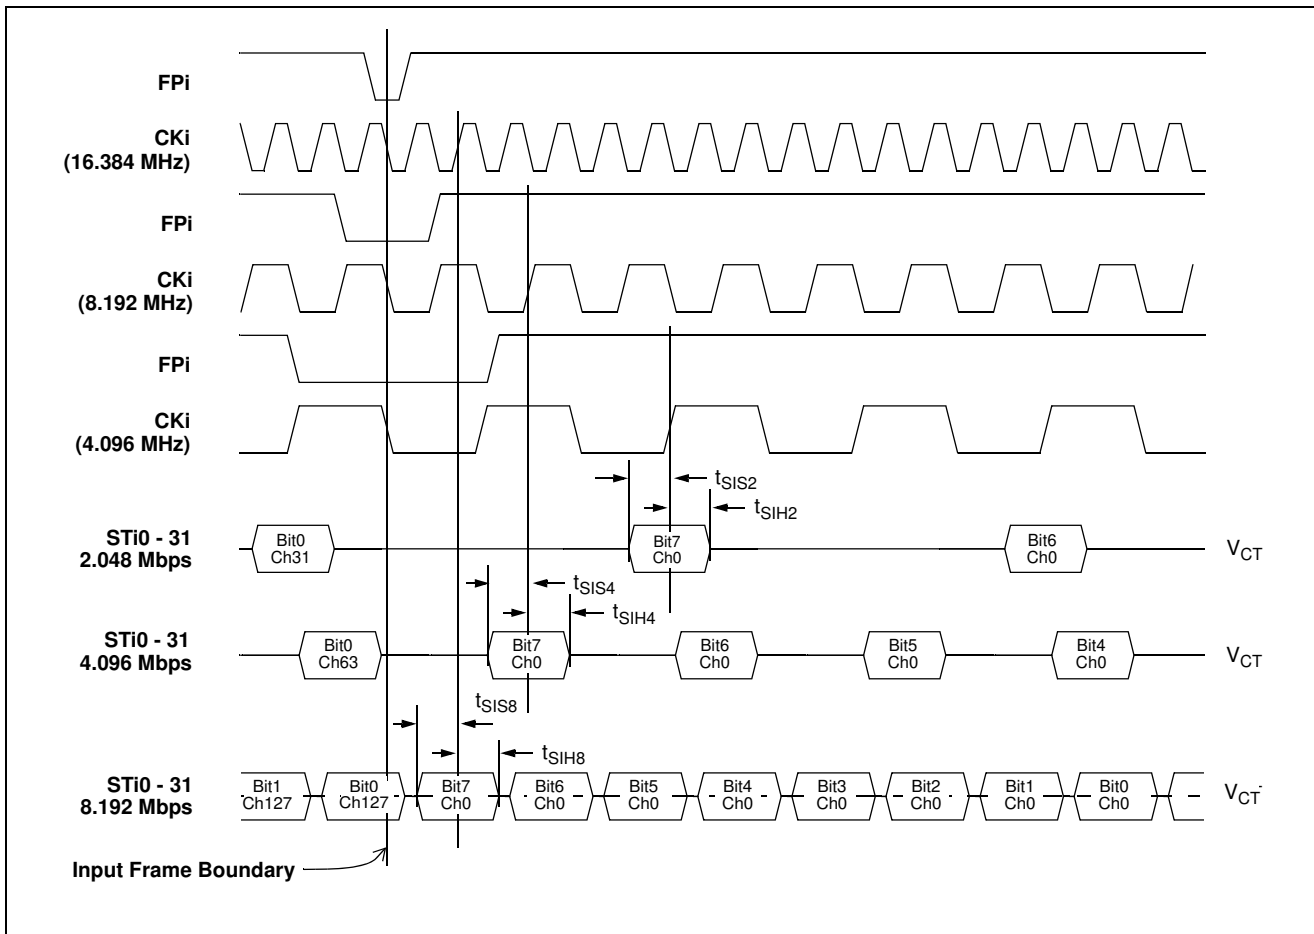 FPi
CKi
(16.384 MHz)
FPi
CKi
(8.192 MHz)
FPi
CKi
(4.096 MHz)
tSIS2
tSIH2
STi0 - 31
2.048 Mbps
Bit0
Ch31
Bit7
Ch0
Bit6
Ch0
VCT
tSIS4
tSIH4
STi0 - 31
4.096 Mbps
Bit0
Ch63
Bit7
Ch0
Bit6
Ch0
Bit5
Ch0
Bit4
Ch0
VCT
tSIS8
tSIH8
STi0 - 31
8.192 Mbps
Bit1
Ch127
Bit0
Ch127
Bit7
Ch0
Bit6
Ch0
Bit5
Ch0
Bit4
Ch0
Bit3
Ch0
Bit2
Ch0
Bit1
Ch0
Bit0
Ch0
VCT
Input Frame Boundary